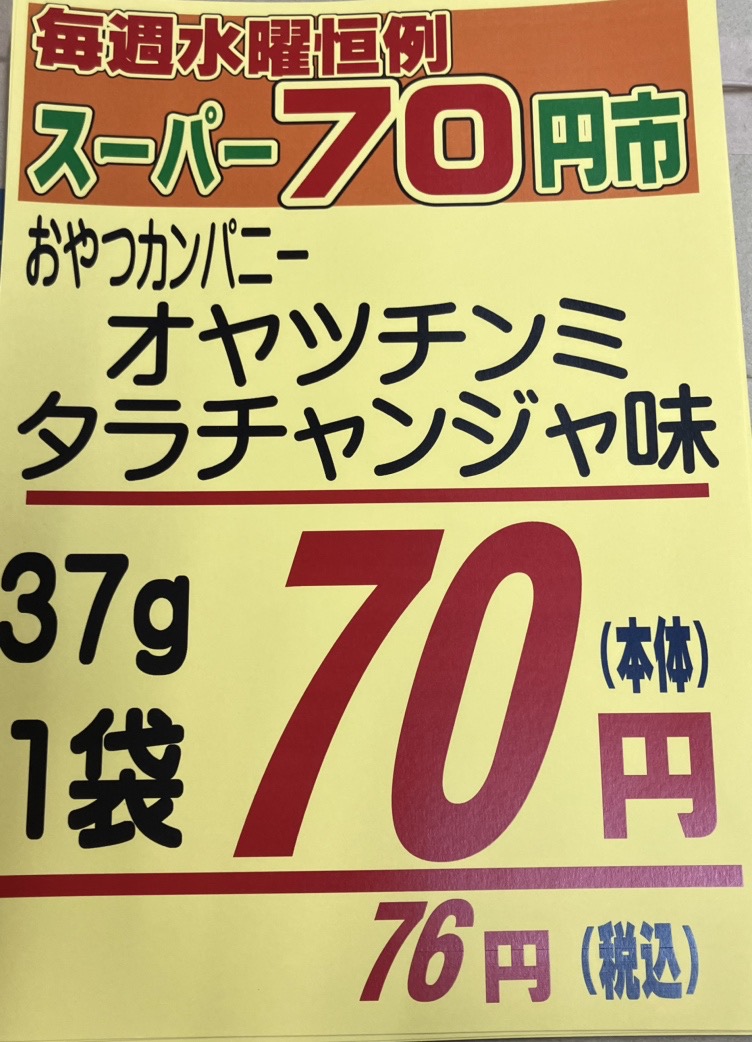 毎週水曜恒例
スーパー70円市
おやつカンパニー
オヤツチンミ
タラチャンジャ味
37g
1袋
70
(本体)
円
76円(税込)